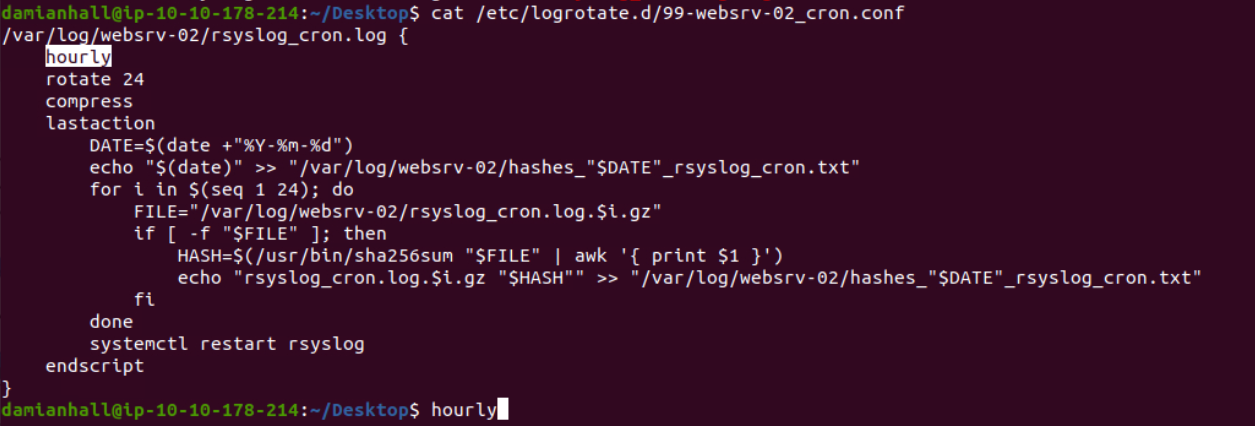 damianhall@ip-10-10-178-214:~/Desktop$ cat /etc/logrotate.d/99-websrv-02_cron.conf
/var/log/websrv-02/rsyslog_cron.log {
    hourly
    rotate 24
    compress
    lastaction
        DATE=$(date +"%Y-%m-%d")
        echo "$(date)" >> "/var/log/websrv-02/hashes_"$DATE"_rsyslog_cron.txt"
        for i in $(seq 1 24); do
            FILE="/var/log/websrv-02/rsyslog_cron.log.$i.gz"
            if [ -f "$FILE" ]; then
                HASH=$(/usr/bin/sha256sum "$FILE" | awk '{ print $1 }')
                echo "rsyslog_cron.log.$i.gz "$HASH"" >> "/var/log/websrv-02/hashes_"$DATE"_rsyslog_cron.txt"
            fi
        done
        systemctl restart rsyslog
    endscript
}
damianhall@ip-10-10-178-214:~/Desktop$ hourly